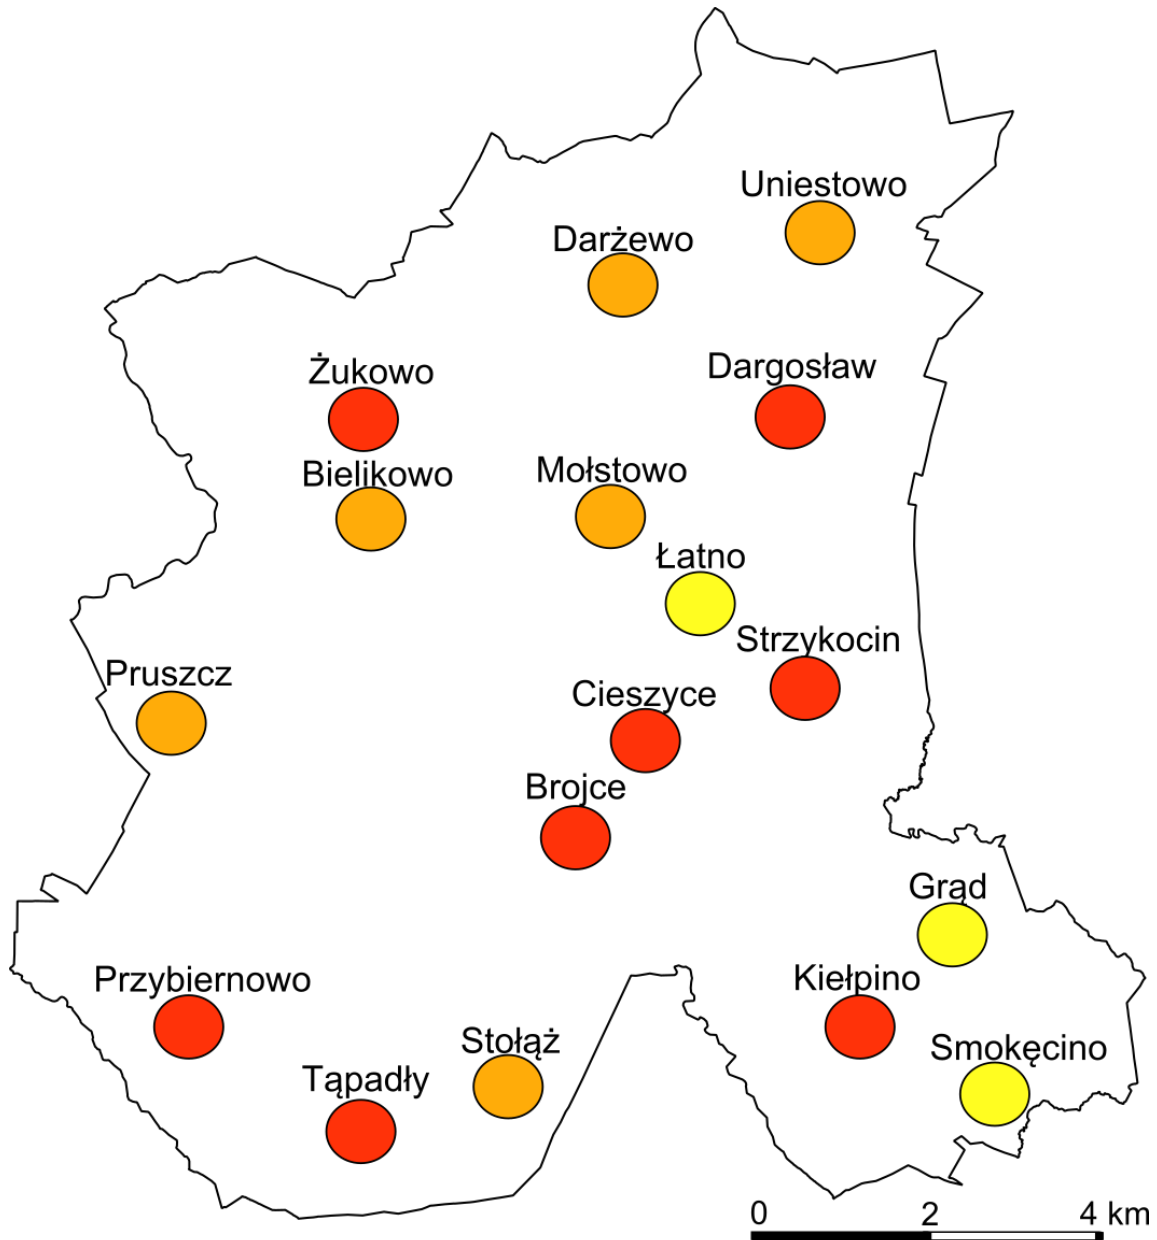 Uniestowo
Darżewo
Dargosław
Żukowo
Bielikowo
Mołstowo
Łatno
Strzykocin
Pruszcz
Cieszyce
Brojce
Grąd
Przybiernowo
Kiełpino
Stołąż
Smokęcino
Tąpadły
0 2 4 km